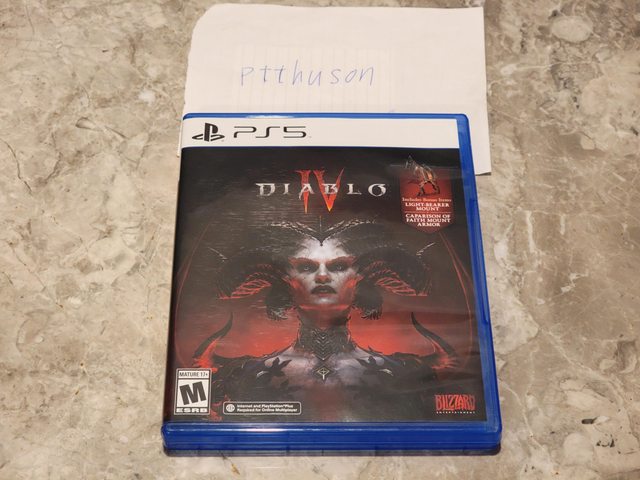 ptthuson
PS5
DIABLO
IV
Includes Bonus Items
LIGHT-BEARER
MOUNT
CAPARISON OF
FAITH MOUNT
ARMOR
MATURE 17+
M
ESRB
Internet and PlayStation®Plus
Required for Online Multiplayer
BLIZZARD
ENTERTAINMENT